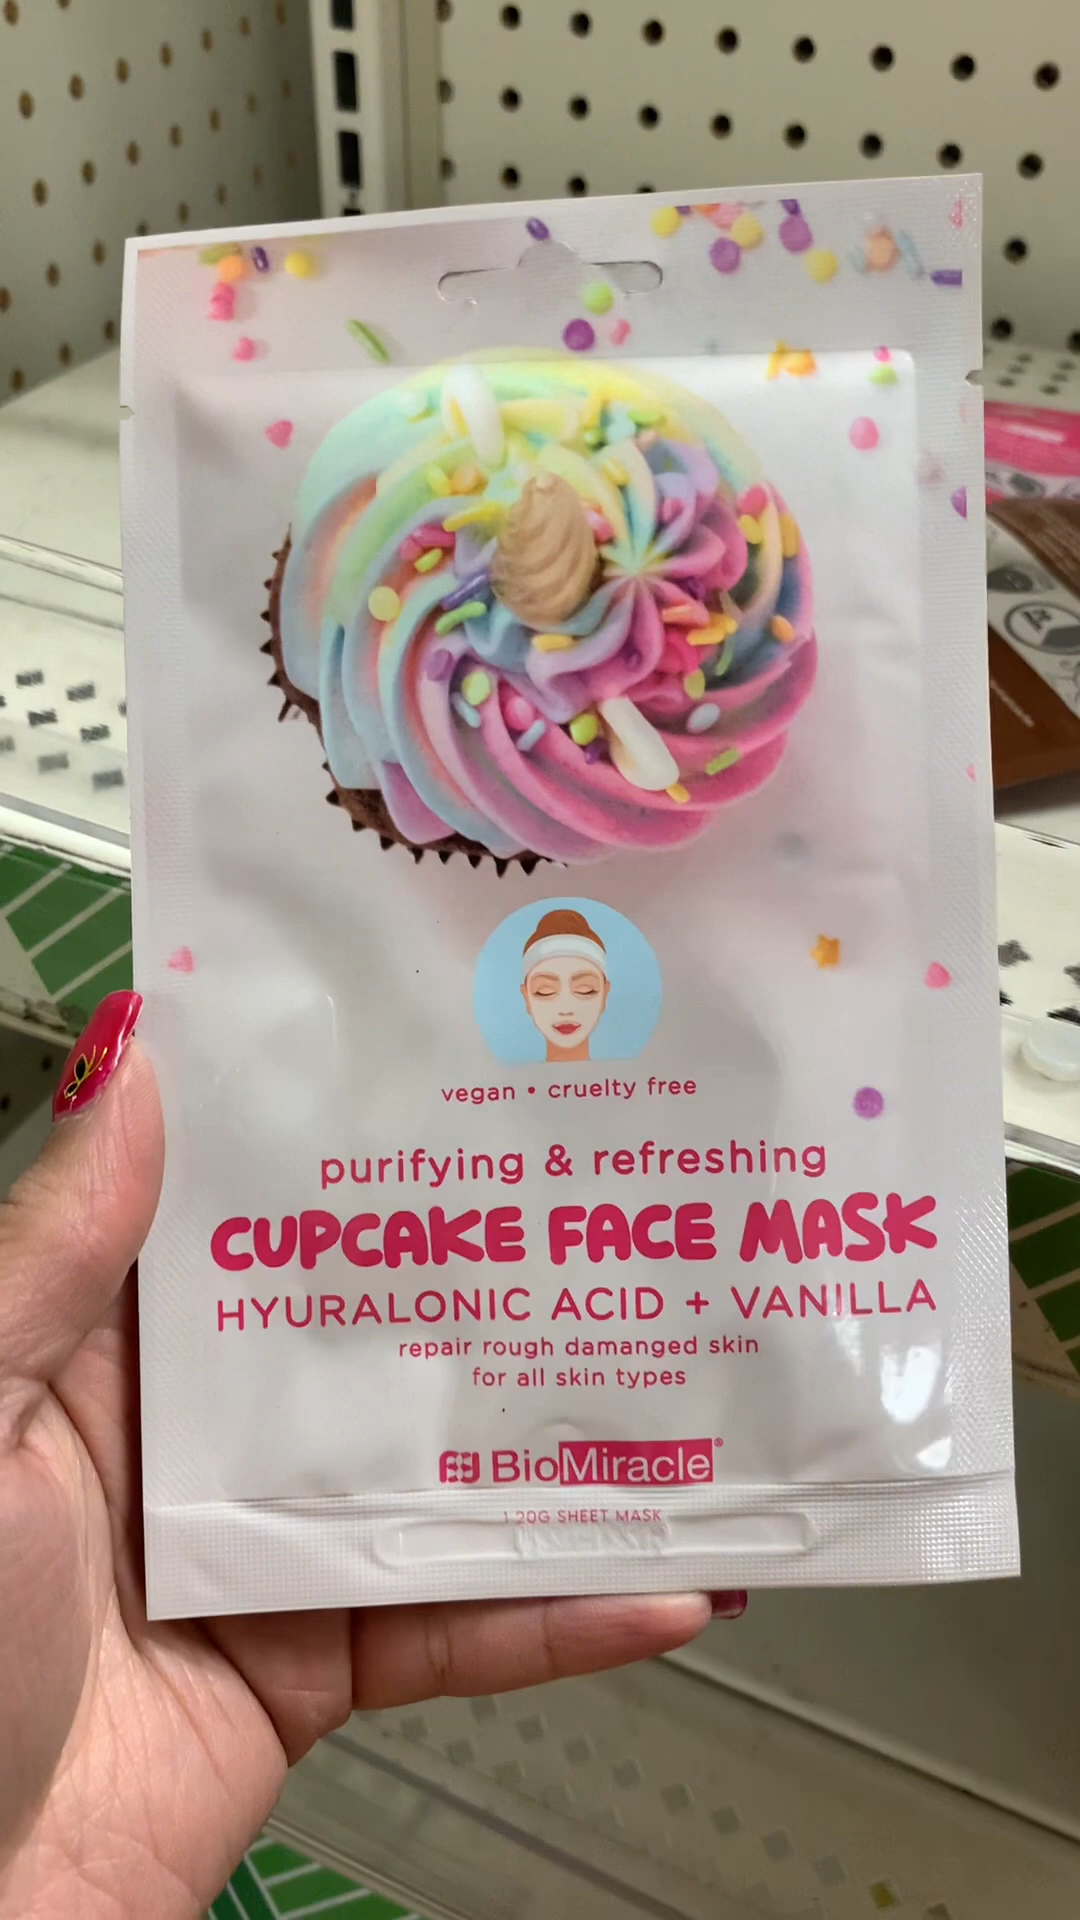 vegan • cruelty free
purifying & refreshing
CUPCAKE FACE MASK
HYURALONIC ACID + VANILLA
repair rough damanged skin
for all skin types
BioMiracle®
1 20G SHEET MASK